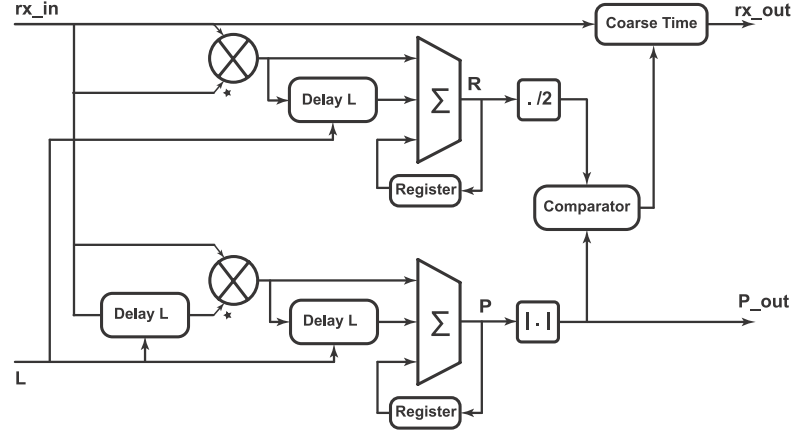 rx_in
Coarse Time
rx_out
*
Delay L
Σ
R
. /2
Register
Comparator
*
Delay L
Delay L
Σ
P
| . |
P_out
L
Register